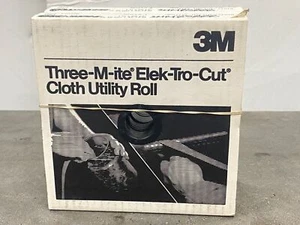 3M
Three-M-ite® Elek-Tro-Cut®
Cloth Utility Roll